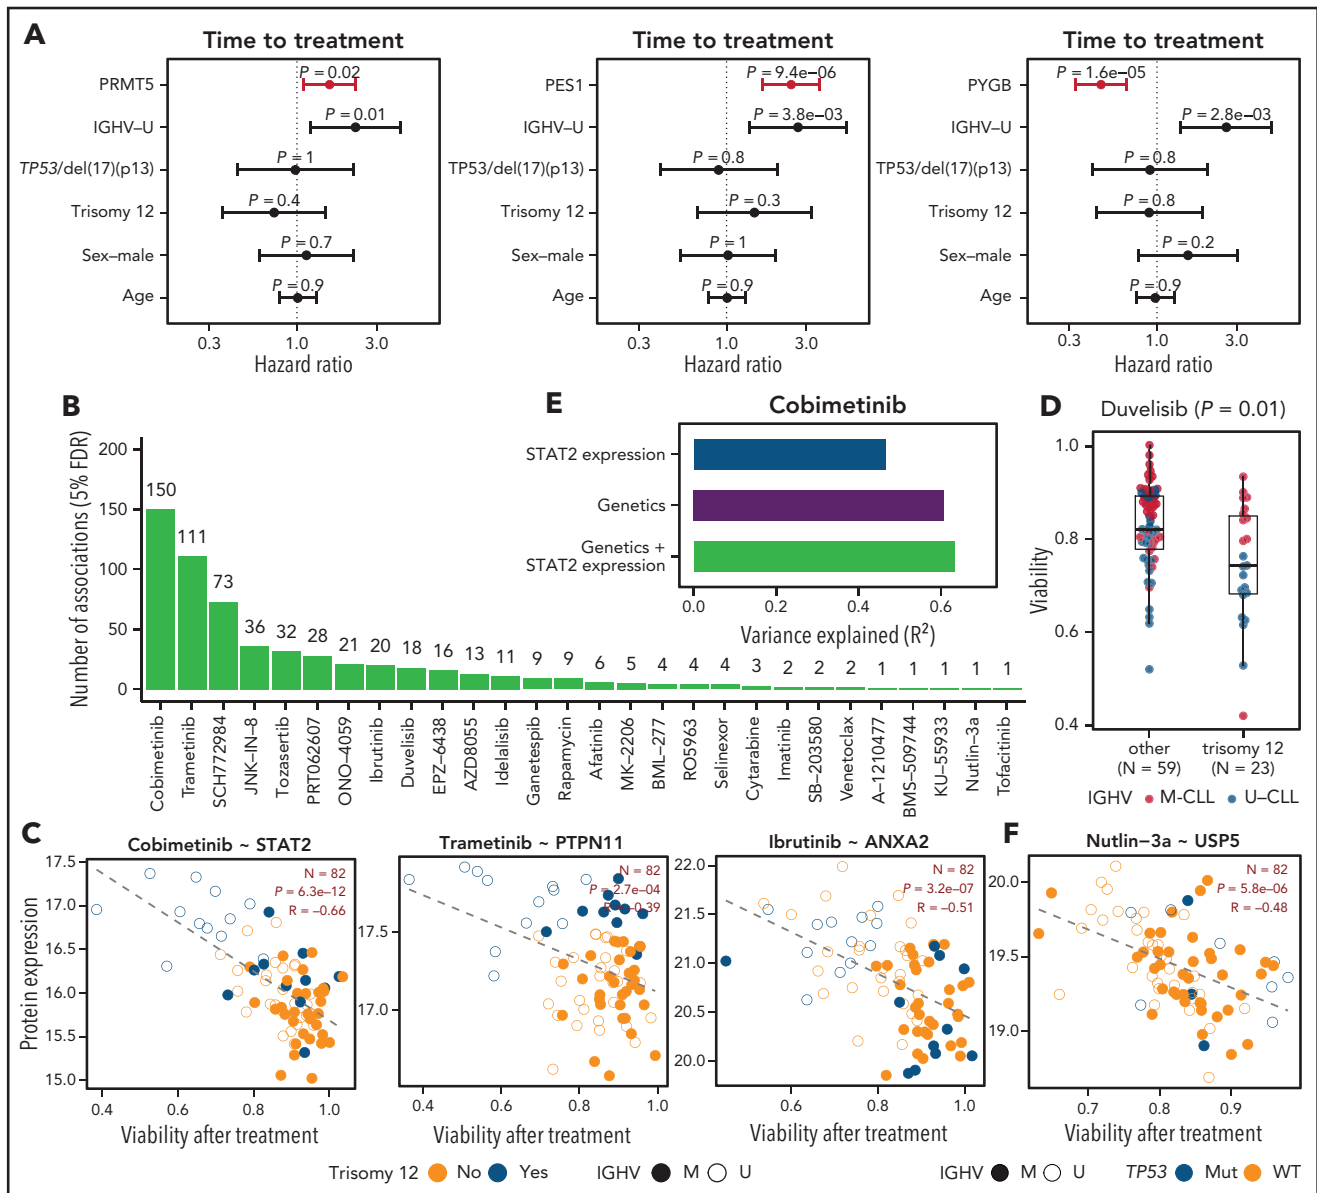 A
Time to treatment
PRMT5
P = 0.02
IGHV–U
P = 0.01
TP53/del(17)(p13)
P = 1
Trisomy 12
P = 0.4
Sex–male
P = 0.7
Age
P = 0.9
0.3 1.0 3.0
Hazard ratio
Time to treatment
PES1
P = 9.4e–06
IGHV–U
P = 3.8e–03
TP53/del(17)(p13)
P = 0.8
Trisomy 12
P = 0.3
Sex–male
P = 1
Age
P = 0.9
0.3 1.0 3.0
Hazard ratio
Time to treatment
PYGB
P = 1.6e–05
IGHV–U
P = 2.8e–03
TP53/del(17)(p13)
P = 0.8
Trisomy 12
P = 0.8
Sex–male
P = 0.2
Age
P = 0.9
0.3 1.0 3.0
Hazard ratio
B
Number of associations (5% FDR)
200
150
100
50
0
150 111 73 36 32 28 21 20 18 16 13 11 9 9 6 5 4 4 4 3 2 2 2 1 1 1 1 1
Cobimetinib
Trametinib
SCH772984
JNK–IN–8
Tozasertib
PRT062607
ONO–4059
Ibrutinib
Duvelisib
EPZ–6438
AZD8055
Idelalisib
Ganetespib
Rapamycin
Afatinib
MK–2206
BML–277
RO5963
Selinexor
Cytarabine
Imatinib
SB–203580
Venetoclax
A–1210477
BMS–509744
KU–55933
Nutlin–3a
Tofacitinib
E
Cobimetinib
STAT2 expression
Genetics
Genetics +
STAT2 expression
0.0 0.2 0.4 0.6
Variance explained (R²)
D
Duvelisib (P = 0.01)
Viability
1.0
0.8
0.6
0.4
other
(N = 59)
trisomy 12
(N = 23)
IGHV M-CLL U–CLL
C
Cobimetinib ~ STAT2
N = 82
P = 6.3e–12
R = –0.66
Protein expression
17.5
17.0
16.5
16.0
15.5
15.0
0.4 0.6 0.8 1.0
Viability after treatment
Trametinib ~ PTPN11
N = 82
P = 2.7e–04
R = –0.39
17.5
17.0
0.4 0.6 0.8 1.0
Viability after treatment
Ibrutinib ~ ANXA2
N = 82
P = 3.2e–07
R = –0.51
22.0
21.5
21.0
20.5
20.0
0.6 0.8 1.0
Viability after treatment
F
Nutlin–3a ~ USP5
N = 82
P = 5.8e–06
R = –0.48
20.0
19.5
19.0
0.7 0.8 0.9
Viability after treatment
Trisomy 12 No Yes IGHV M U
IGHV M U TP53 Mut WT